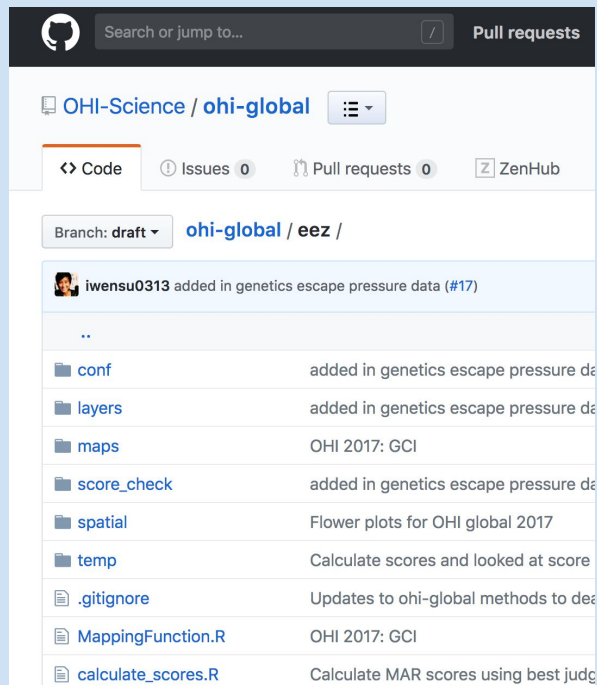 Search or jump to... / Pull requests
OHI-Science / ohi-global
Code Issues 0 Pull requests 0 Z ZenHub
Branch: draft ohi-global / eez /
iwensu0313 added in genetics escape pressure data (#17)
..
conf added in genetics escape pressure da
layers added in genetics escape pressure da
maps OHI 2017: GCI
score_check added in genetics escape pressure da
spatial Flower plots for OHI global 2017
temp Calculate scores and looked at score
.gitignore Updates to ohi-global methods to dea
MappingFunction.R OHI 2017: GCI
calculate_scores.R Calculate MAR scores using best judg